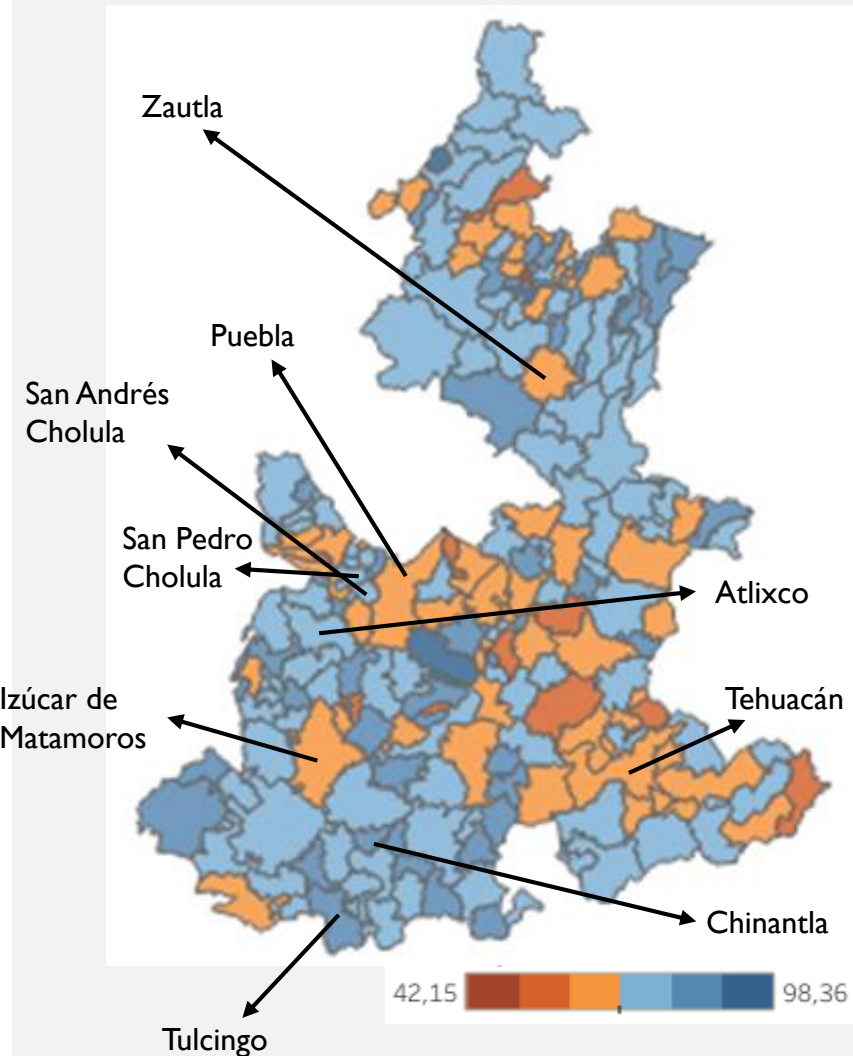 Zautla
Puebla
San Andrés
Cholula
San Pedro
Cholula
Atlixco
Izúcar de
Matamoros
Tehuacán
Chinantla
42,15
98,36
Tulcingo